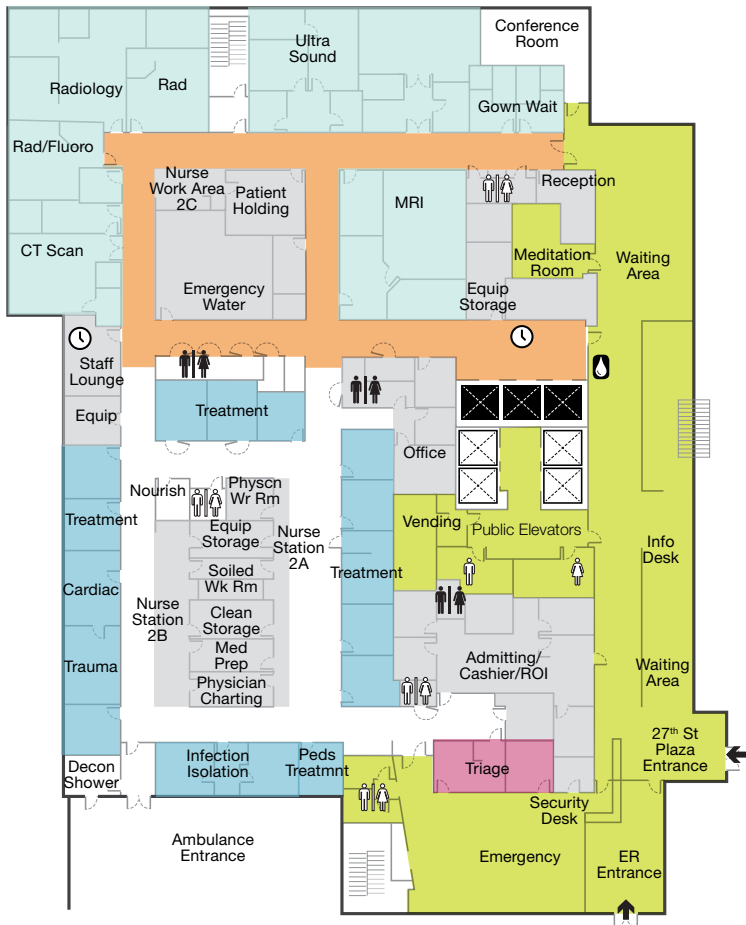 Conference
Room
Ultra
Sound
Radiology
Rad
Gown Wait
Rad/Fluoro
Nurse
Work Area
2C
Patient
Holding
MRI
Reception
CT Scan
Meditation
Room
Waiting
Area
Emergency
Water
Equip
Storage
Staff
Lounge
Equip
Treatment
Office
Nourish
Physcn
Wr Rm
Treatment
Equip
Storage
Nurse
Station
2A
Vending
Public Elevators
Info
Desk
Soiled
Wk Rm
Treatment
Cardiac
Nurse
Station
2B
Clean
Storage
Med
Prep
Physician
Charting
Trauma
Admitting/
Cashier/ROI
Waiting
Area
27th St
Plaza
Entrance
Decon
Shower
Infection
Isolation
Peds
Treatmnt
Triage
Security
Desk
Ambulance
Entrance
Emergency
ER
Entrance